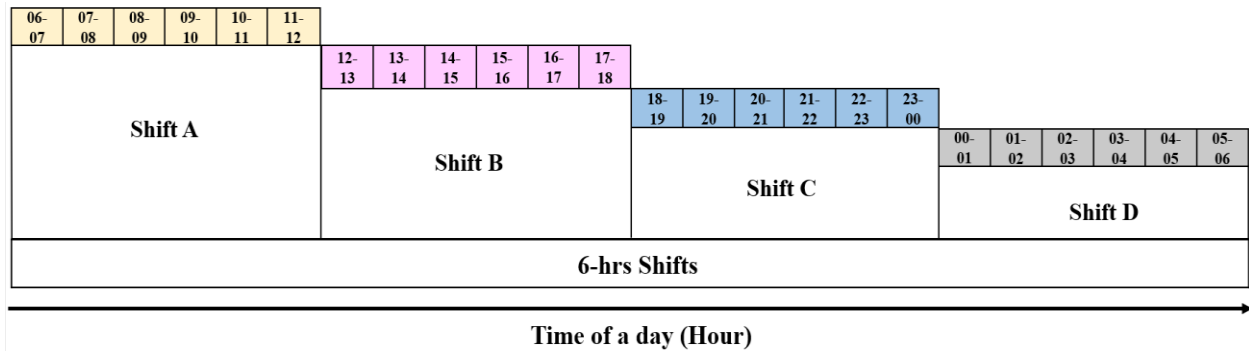 06- 07- 08- 09- 10- 11-
07 08 09 10 11 12
12- 13- 14- 15- 16- 17-
13 14 15 16 17 18
18- 19- 20- 21- 22- 23-
19 20 21 22 23 00
00- 01- 02- 03- 04- 05-
01 02 03 04 05 06
Shift A
Shift B
Shift C
Shift D
6-hrs Shifts
Time of a day (Hour)